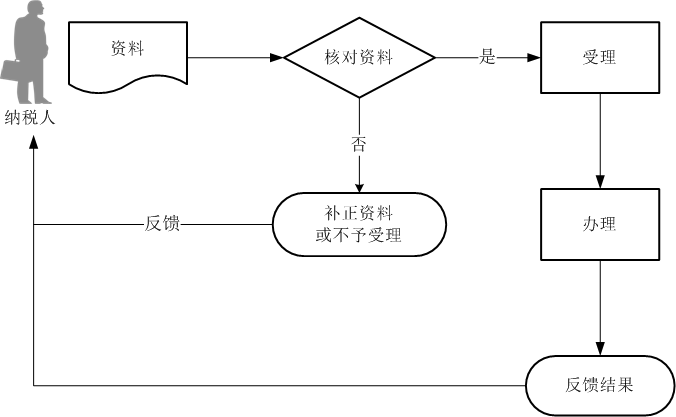 资料
核对资料
是
受理
纳税人
否
补正资料
或不予受理
反馈
办理
反馈结果